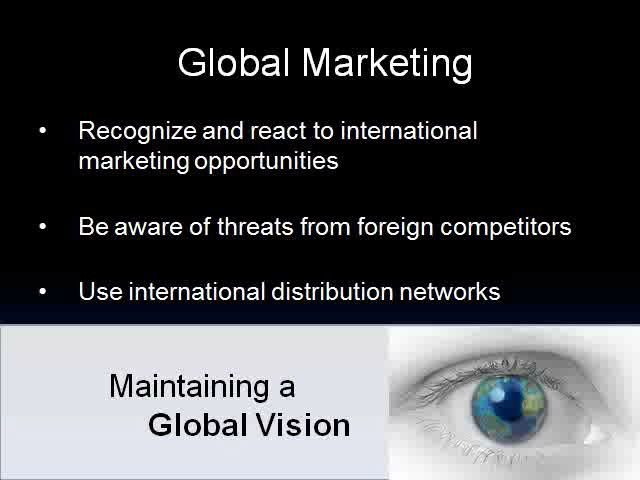 Global Marketing
• Recognize and react to international
marketing opportunities
• Be aware of threats from foreign competitors
• Use international distribution networks
Maintaining a
Global Vision